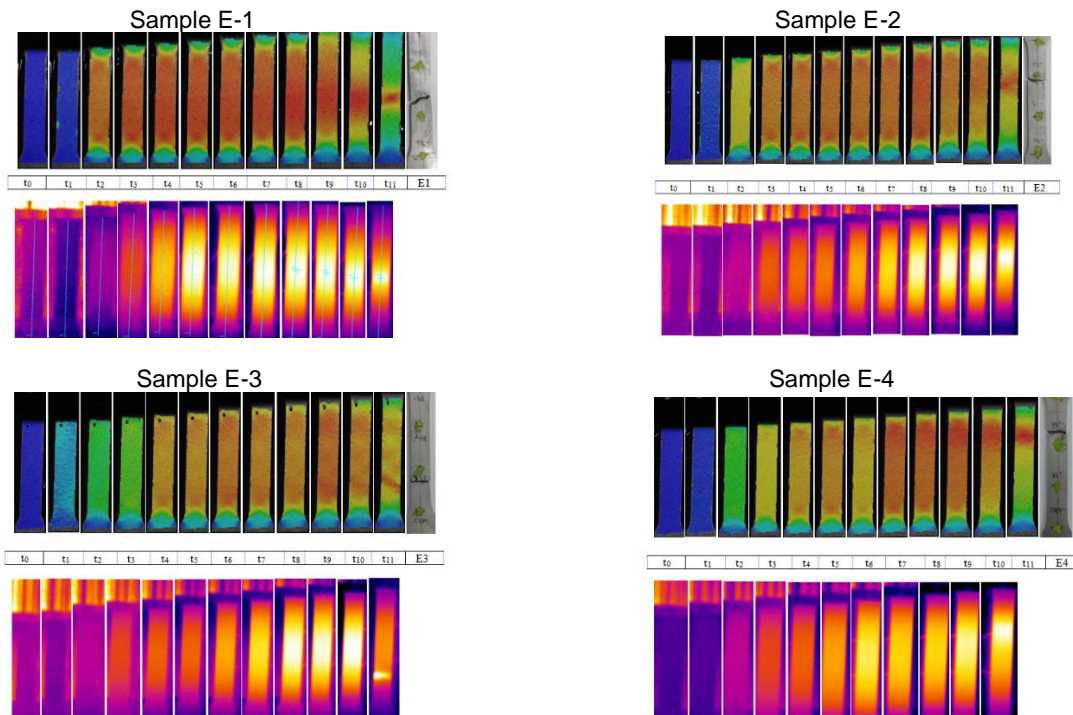 Sample E-1
t0 t1 t2 t3 t4 t5 t6 t7 t8 t9 t10 t11 E1
Sample E-2
t0 t1 t2 t3 t4 t5 t6 t7 t8 t9 t10 t11 E2
Sample E-3
t0 t1 t2 t3 t4 t5 t6 t7 t8 t9 t10 t11 E3
Sample E-4
t0 t1 t2 t3 t4 t5 t6 t7 t8 t9 t10 t11 E4